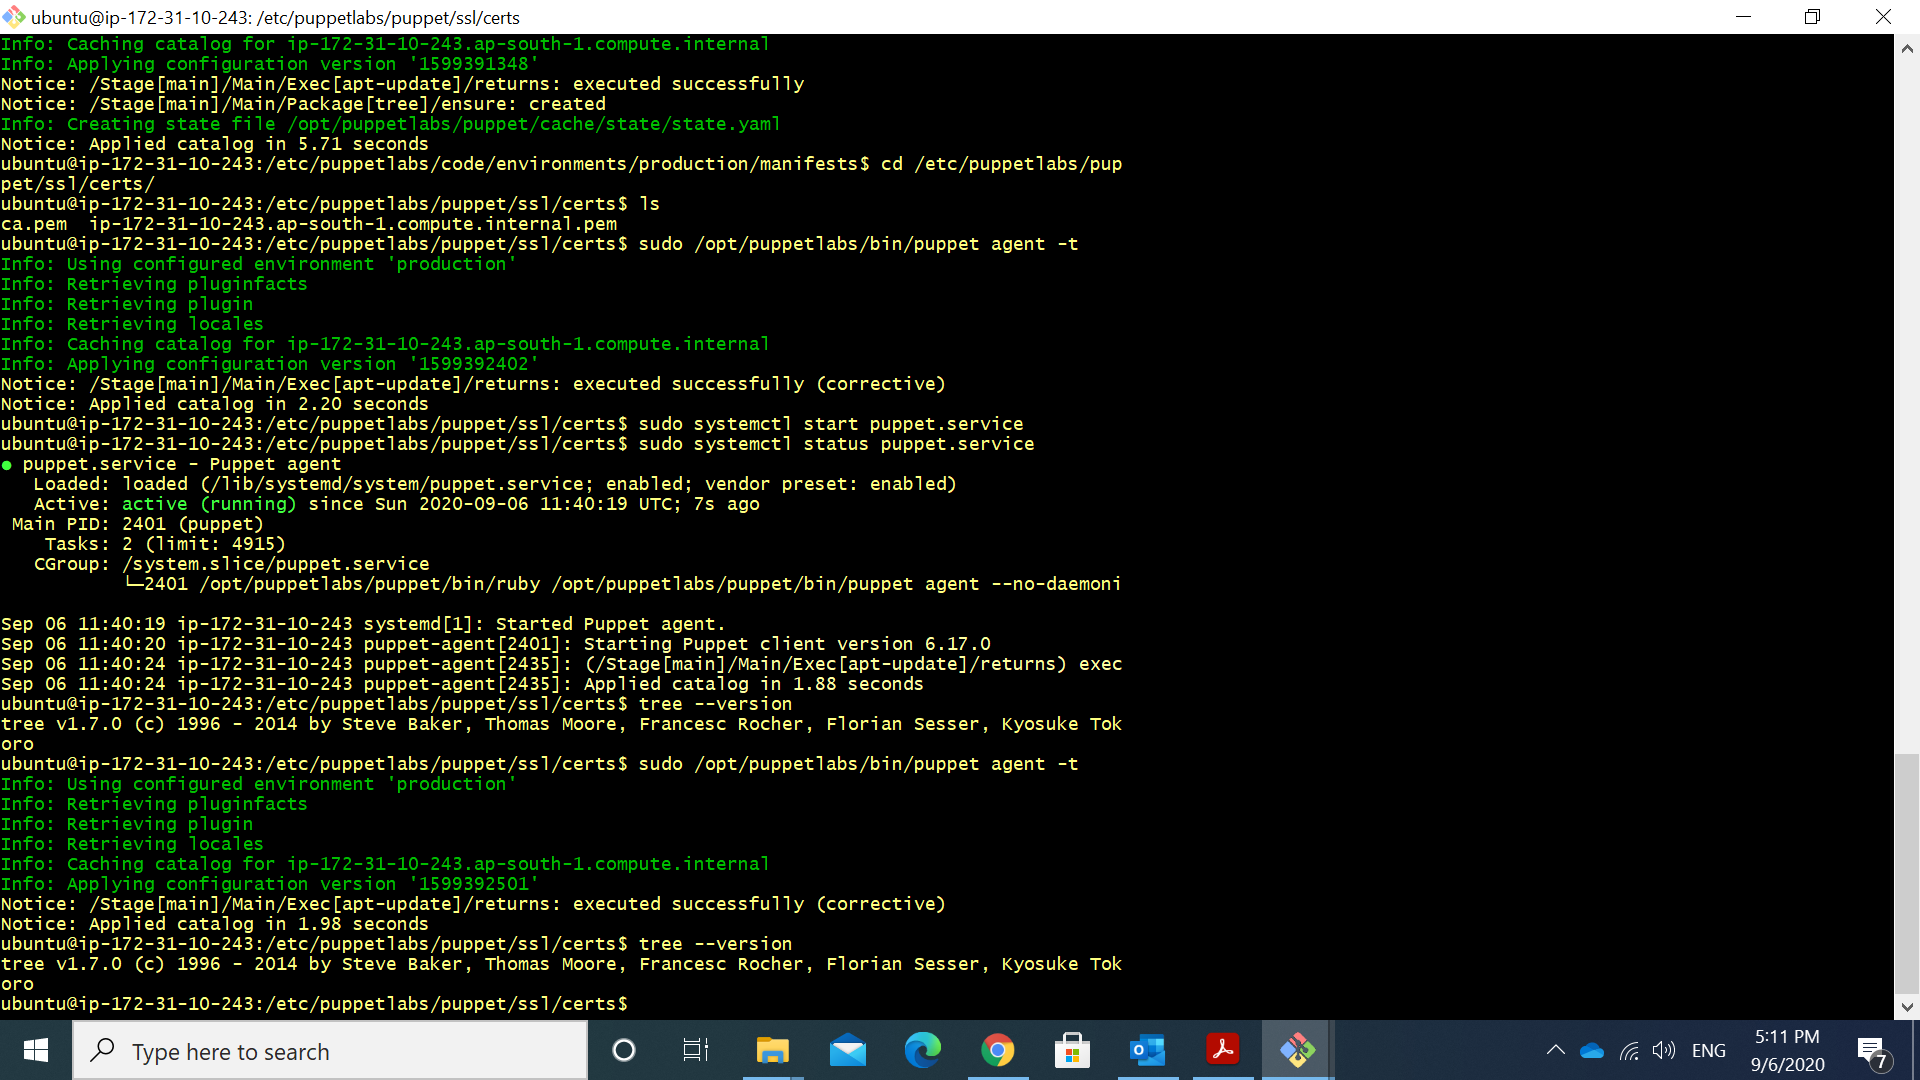 ubuntu@ip-172-31-10-243: /etc/puppetlabs/puppet/ssl/certs
Info: Caching catalog for ip-172-31-10-243.ap-south-1.compute.internal
Info: Applying configuration version '1599391348'
Notice: /Stage[main]/Main/Exec[apt-update]/returns: executed successfully
Notice: /Stage[main]/Main/Package[tree]/ensure: created
Info: Creating state file /opt/puppetlabs/puppet/cache/state/state.yaml
Notice: Applied catalog in 5.71 seconds
ubuntu@ip-172-31-10-243:/etc/puppetlabs/code/environments/production/manifests$ cd /etc/puppetlabs/pup
pet/ssl/certs/
ubuntu@ip-172-31-10-243:/etc/puppetlabs/puppet/ssl/certs$ ls
ca.pem  ip-172-31-10-243.ap-south-1.compute.internal.pem
ubuntu@ip-172-31-10-243:/etc/puppetlabs/puppet/ssl/certs$ sudo /opt/puppetlabs/bin/puppet agent -t
Info: Using configured environment 'production'
Info: Retrieving pluginfacts
Info: Retrieving plugin
Info: Retrieving locales
Info: Caching catalog for ip-172-31-10-243.ap-south-1.compute.internal
Info: Applying configuration version '1599392402'
Notice: /Stage[main]/Main/Exec[apt-update]/returns: executed successfully (corrective)
Notice: Applied catalog in 2.20 seconds
ubuntu@ip-172-31-10-243:/etc/puppetlabs/puppet/ssl/certs$ sudo systemctl start puppet.service
ubuntu@ip-172-31-10-243:/etc/puppetlabs/puppet/ssl/certs$ sudo systemctl status puppet.service
● puppet.service - Puppet agent
   Loaded: loaded (/lib/systemd/system/puppet.service; enabled; vendor preset: enabled)
   Active: active (running) since Sun 2020-09-06 11:40:19 UTC; 7s ago
 Main PID: 2401 (puppet)
    Tasks: 2 (limit: 4915)
   CGroup: /system.slice/puppet.service
           └─2401 /opt/puppetlabs/puppet/bin/ruby /opt/puppetlabs/puppet/bin/puppet agent --no-daemoni
Sep 06 11:40:19 ip-172-31-10-243 systemd[1]: Started Puppet agent.
Sep 06 11:40:20 ip-172-31-10-243 puppet-agent[2401]: Starting Puppet client version 6.17.0
Sep 06 11:40:24 ip-172-31-10-243 puppet-agent[2435]: (/Stage[main]/Main/Exec[apt-update]/returns) exec
Sep 06 11:40:24 ip-172-31-10-243 puppet-agent[2435]: Applied catalog in 1.88 seconds
ubuntu@ip-172-31-10-243:/etc/puppetlabs/puppet/ssl/certs$ tree --version
tree v1.7.0 (c) 1996 - 2014 by Steve Baker, Thomas Moore, Francesc Rocher, Florian Sesser, Kyosuke Tok
oro
ubuntu@ip-172-31-10-243:/etc/puppetlabs/puppet/ssl/certs$ sudo /opt/puppetlabs/bin/puppet agent -t
Info: Using configured environment 'production'
Info: Retrieving pluginfacts
Info: Retrieving plugin
Info: Retrieving locales
Info: Caching catalog for ip-172-31-10-243.ap-south-1.compute.internal
Info: Applying configuration version '1599392501'
Notice: /Stage[main]/Main/Exec[apt-update]/returns: executed successfully (corrective)
Notice: Applied catalog in 1.98 seconds
ubuntu@ip-172-31-10-243:/etc/puppetlabs/puppet/ssl/certs$ tree --version
tree v1.7.0 (c) 1996 - 2014 by Steve Baker, Thomas Moore, Francesc Rocher, Florian Sesser, Kyosuke Tok
oro
ubuntu@ip-172-31-10-243:/etc/puppetlabs/puppet/ssl/certs$
Type here to search
ENG
5:11 PM
9/6/2020
7